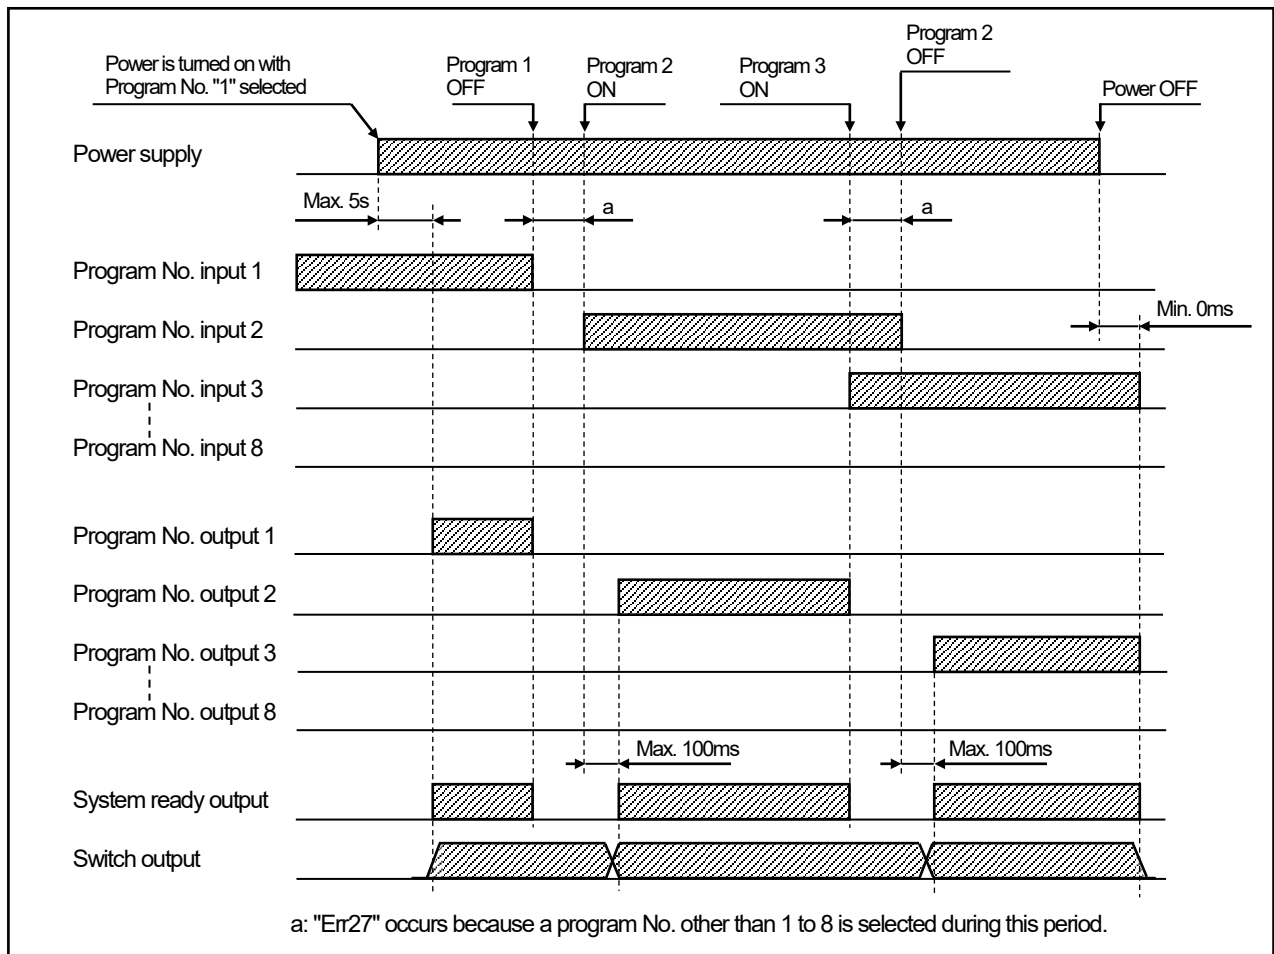 Power is turned on with
Program No. "1" selected
Program 1
OFF
Program 2
ON
Program 3
ON
Program 2
OFF
Power OFF
Power supply
Max. 5s
a
a
Program No. input 1
Program No. input 2
Min. 0ms
Program No. input 3
Program No. input 8
Program No. output 1
Program No. output 2
Program No. output 3
Program No. output 8
Max. 100ms
Max. 100ms
System ready output
Switch output
a: "Err27" occurs because a program No. other than 1 to 8 is selected during this period.